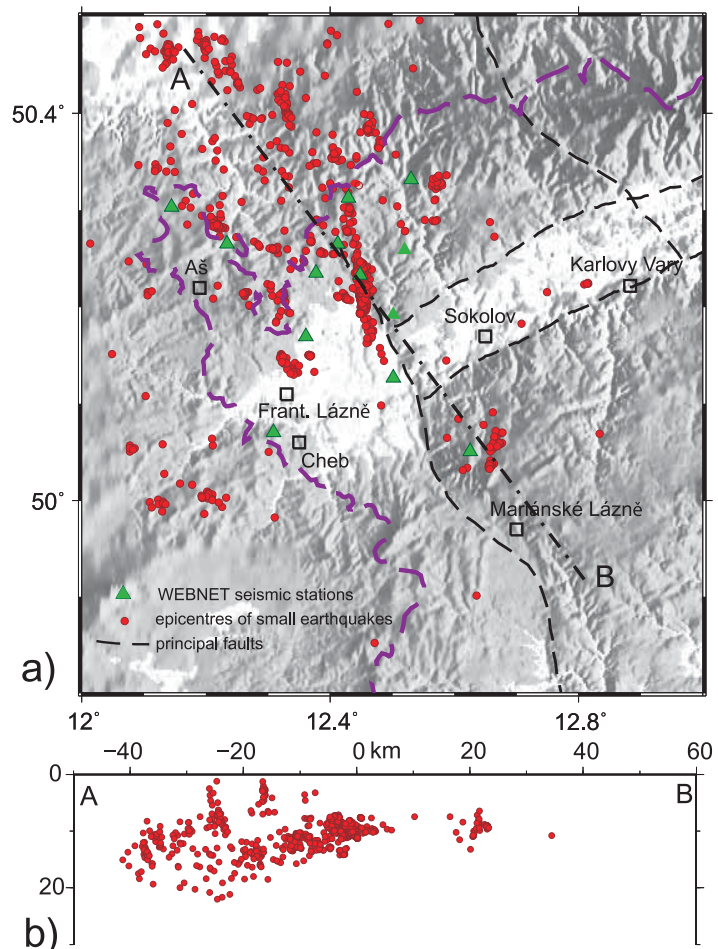 A
50.4°
Aš
Karlovy Vary
Sokolov
Frant. Lázně
Cheb
50°
Mariánské Lázně
B
WEBNET seismic stations
epicentres of small earthquakes
principal faults
a)
12° 12.4° 12.8°
−40 −20 0 km 20 40 60
0
A B
20
b)